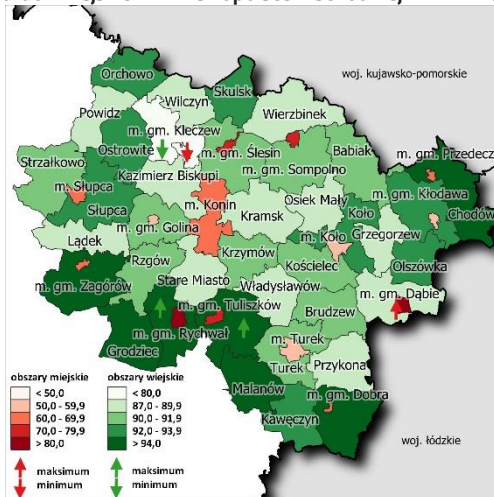 Orchowo
Skulsk
woj. kujawsko-pomorskie
Wilczyn
Powidz
Wierzbinek
m. gm. Kleczew
Ostrowite
m. gm. Ślesin
Babiak
m. gm. Przedecz
Strzałkowo
Kazimierz Biskupi
m. gm. Sompolno
m. Słupca
m. gm. Kłodawa
m. Konin
Osiek Mały
Słupca
Koło
Chodów
m. gm. Golina
Kramsk
Grzegorzew
Lądek
m. Koło
Krzymów
Kościelec
Olszówka
Rzgów
Stare Miasto
Władysławów
m. gm. Zagórów
m. gm. Dąbie
m. gm. Tuliszków
Brudzew
m. gm. Rychwał
m. Turek
Grodziec
Turek
Przykona
Malanów
m. gm. Dobra
Kawęczyn
woj. łódzkie
obszary miejskie
obszary wiejskie
< 50,0
< 80,0
50,0 - 59,9
87,0 - 89,9
60,0 - 69,9
90,0 - 91,9
70,0 - 79,9
92,0 - 93,9
> 80,0
> 94,0
maksimum
maksimum
minimum
minimum